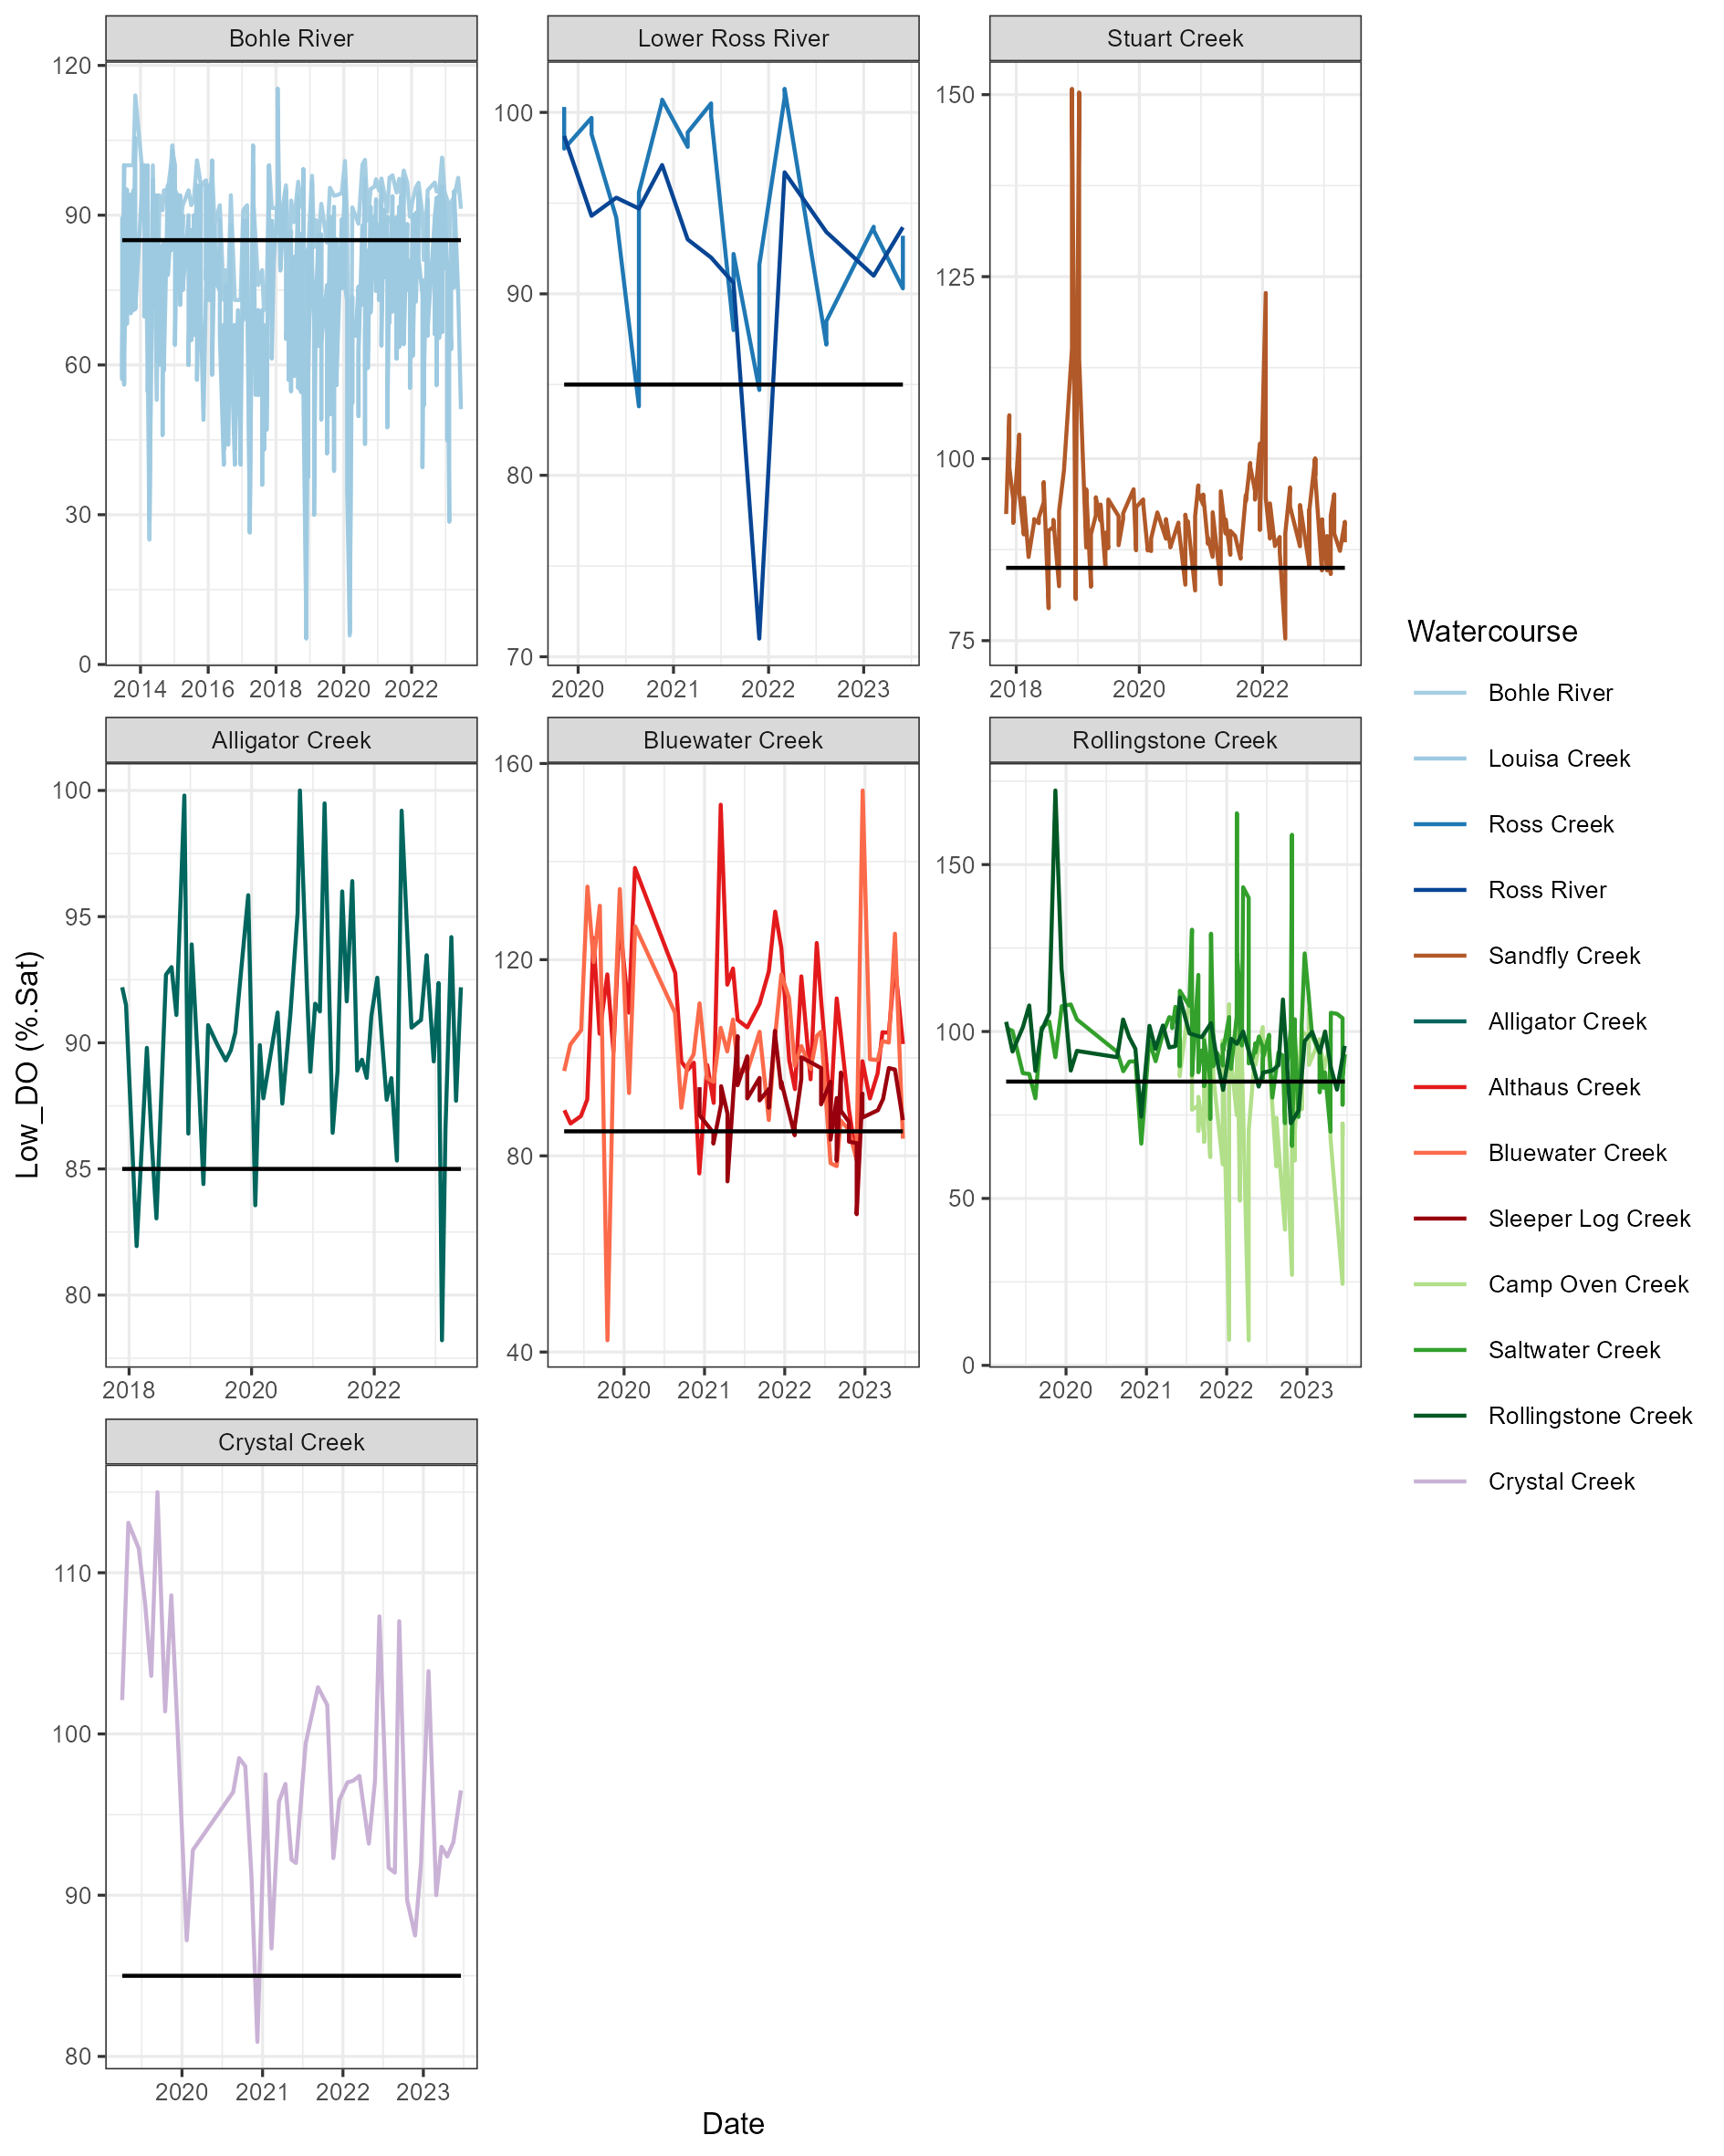 Bohle River
Lower Ross River
Stuart Creek
120
90
60
30
0
2014 2016 2018 2020 2022
100
90
80
70
2020 2021 2022 2023
150
125
100
75
2018 2020 2022
Alligator Creek
Bluewater Creek
Rollingstone Creek
100
95
90
85
80
2018 2020 2022
160
120
80
40
2020 2021 2022 2023
150
100
50
0
2020 2021 2022 2023
Crystal Creek
110
100
90
80
2020 2021 2022 2023
Low_DO (%.Sat)
Date
Watercourse
Bohle River
Louisa Creek
Ross Creek
Ross River
Sandfly Creek
Alligator Creek
Althaus Creek
Bluewater Creek
Sleeper Log Creek
Camp Oven Creek
Saltwater Creek
Rollingstone Creek
Crystal Creek